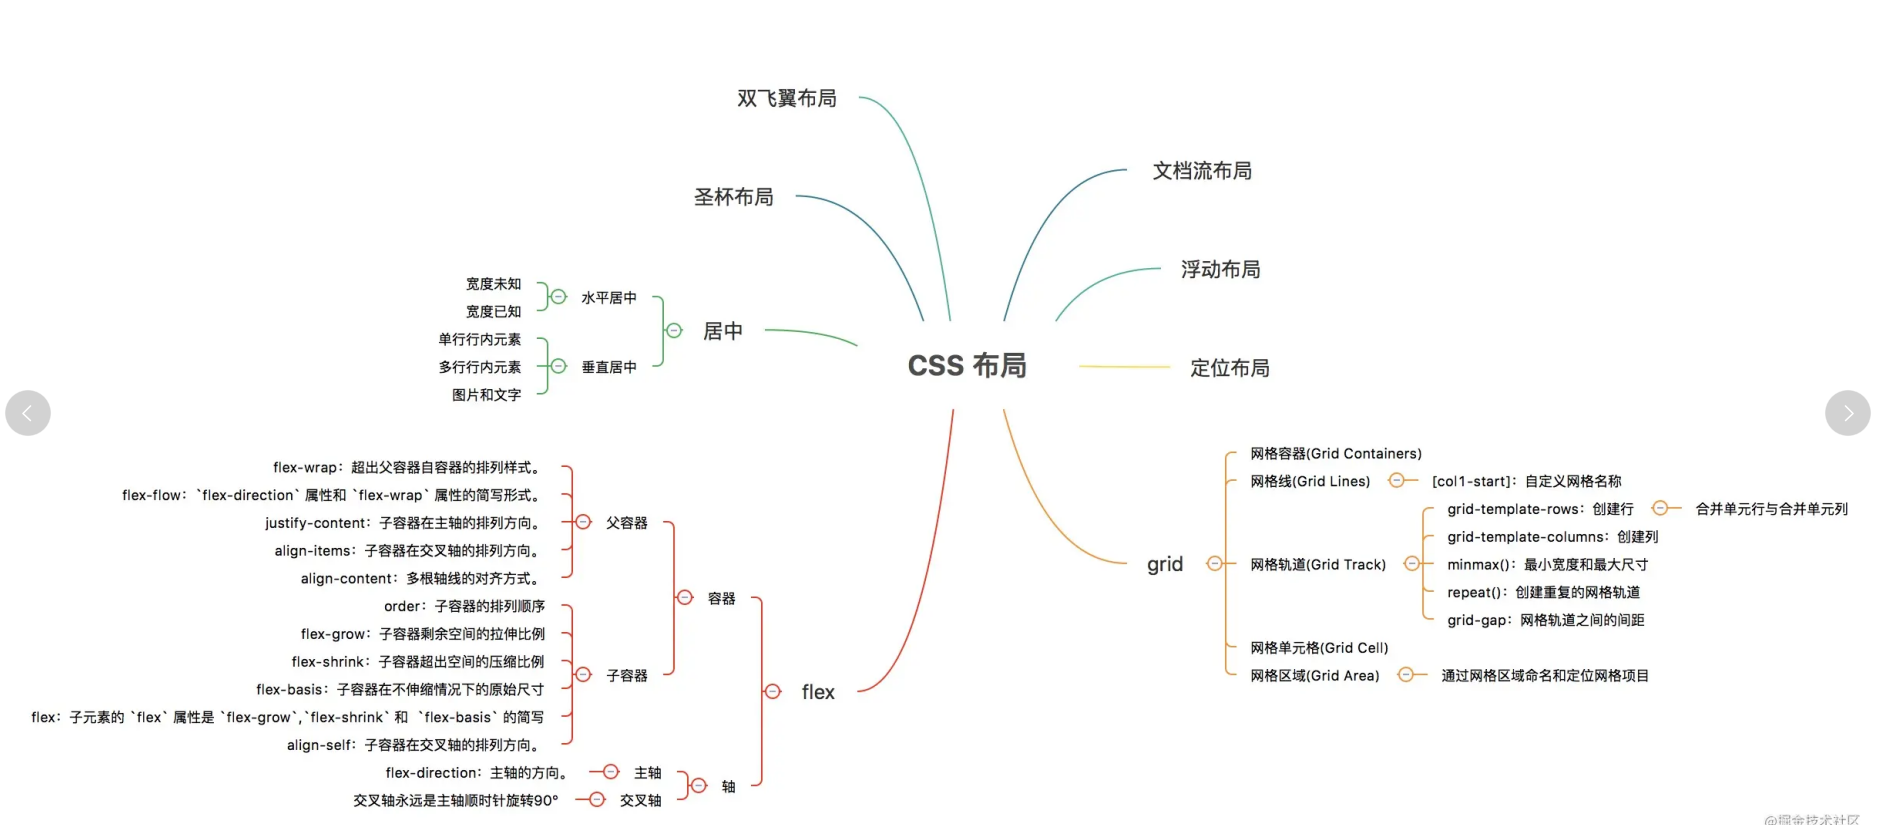 双飞翼布局
文档流布局
圣杯布局
浮动布局
宽度未知
水平居中
宽度已知
居中
单行行内元素
多行行内元素
垂直居中
图片和文字
CSS 布局
定位布局
flex-wrap：超出父容器自容器的排列样式。
flex-flow：`flex-direction` 属性和 `flex-wrap` 属性的简写形式。
justify-content：子容器在主轴的排列方向。
父容器
align-items：子容器在交叉轴的排列方向。
align-content：多根轴线的对齐方式。
容器
order：子容器的排列顺序
flex-grow：子容器剩余空间的拉伸比例
flex-shrink：子容器超出空间的压缩比例
子容器
flex-basis：子容器在不伸缩情况下的原始尺寸
flex：子元素的 `flex` 属性是 `flex-grow`,`flex-shrink` 和 `flex-basis` 的简写
align-self：子容器在交叉轴的排列方向。
flex
flex-direction：主轴的方向。
主轴
轴
交叉轴永远是主轴顺时针旋转90°
交叉轴
网格容器(Grid Containers)
网格线(Grid Lines)
[col1-start]：自定义网格名称
grid-template-rows：创建行
合并单元行与合并单元列
grid-template-columns：创建列
grid
网格轨道(Grid Track)
minmax()：最小宽度和最大尺寸
repeat()：创建重复的网格轨道
grid-gap：网格轨道之间的间距
网格单元格(Grid Cell)
网格区域(Grid Area)
通过网格区域命名和定位网格项目
@掘金技术社区